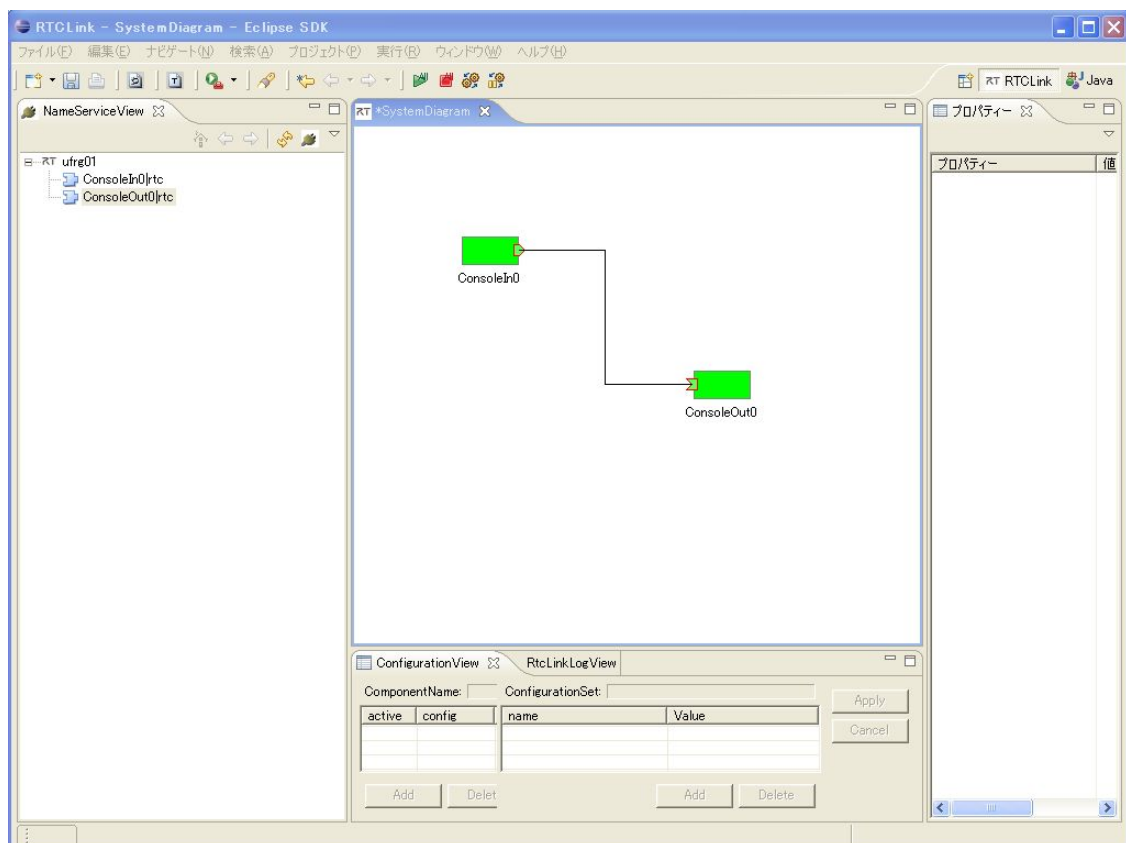 RTCLink - SystemDiagram - Eclipse SDK
ファイル(F) 編集(E) ナビゲート(N) 検索(A) プロジェクト(P) 実行(R) ウィンドウ(W) ヘルプ(H)
RTCLink Java
NameServiceView
RT *SystemDiagram
プロパティー
RT ufrg01
ConsoleIn0|rtc
ConsoleOut0|rtc
プロパティー 値
ConsoleIn0
ConsoleOut0
ConfigurationView RtcLinkLogView
ComponentName: ConfigurationSet:
Apply
active config name Value
Cancel
Add Delet Add Delete